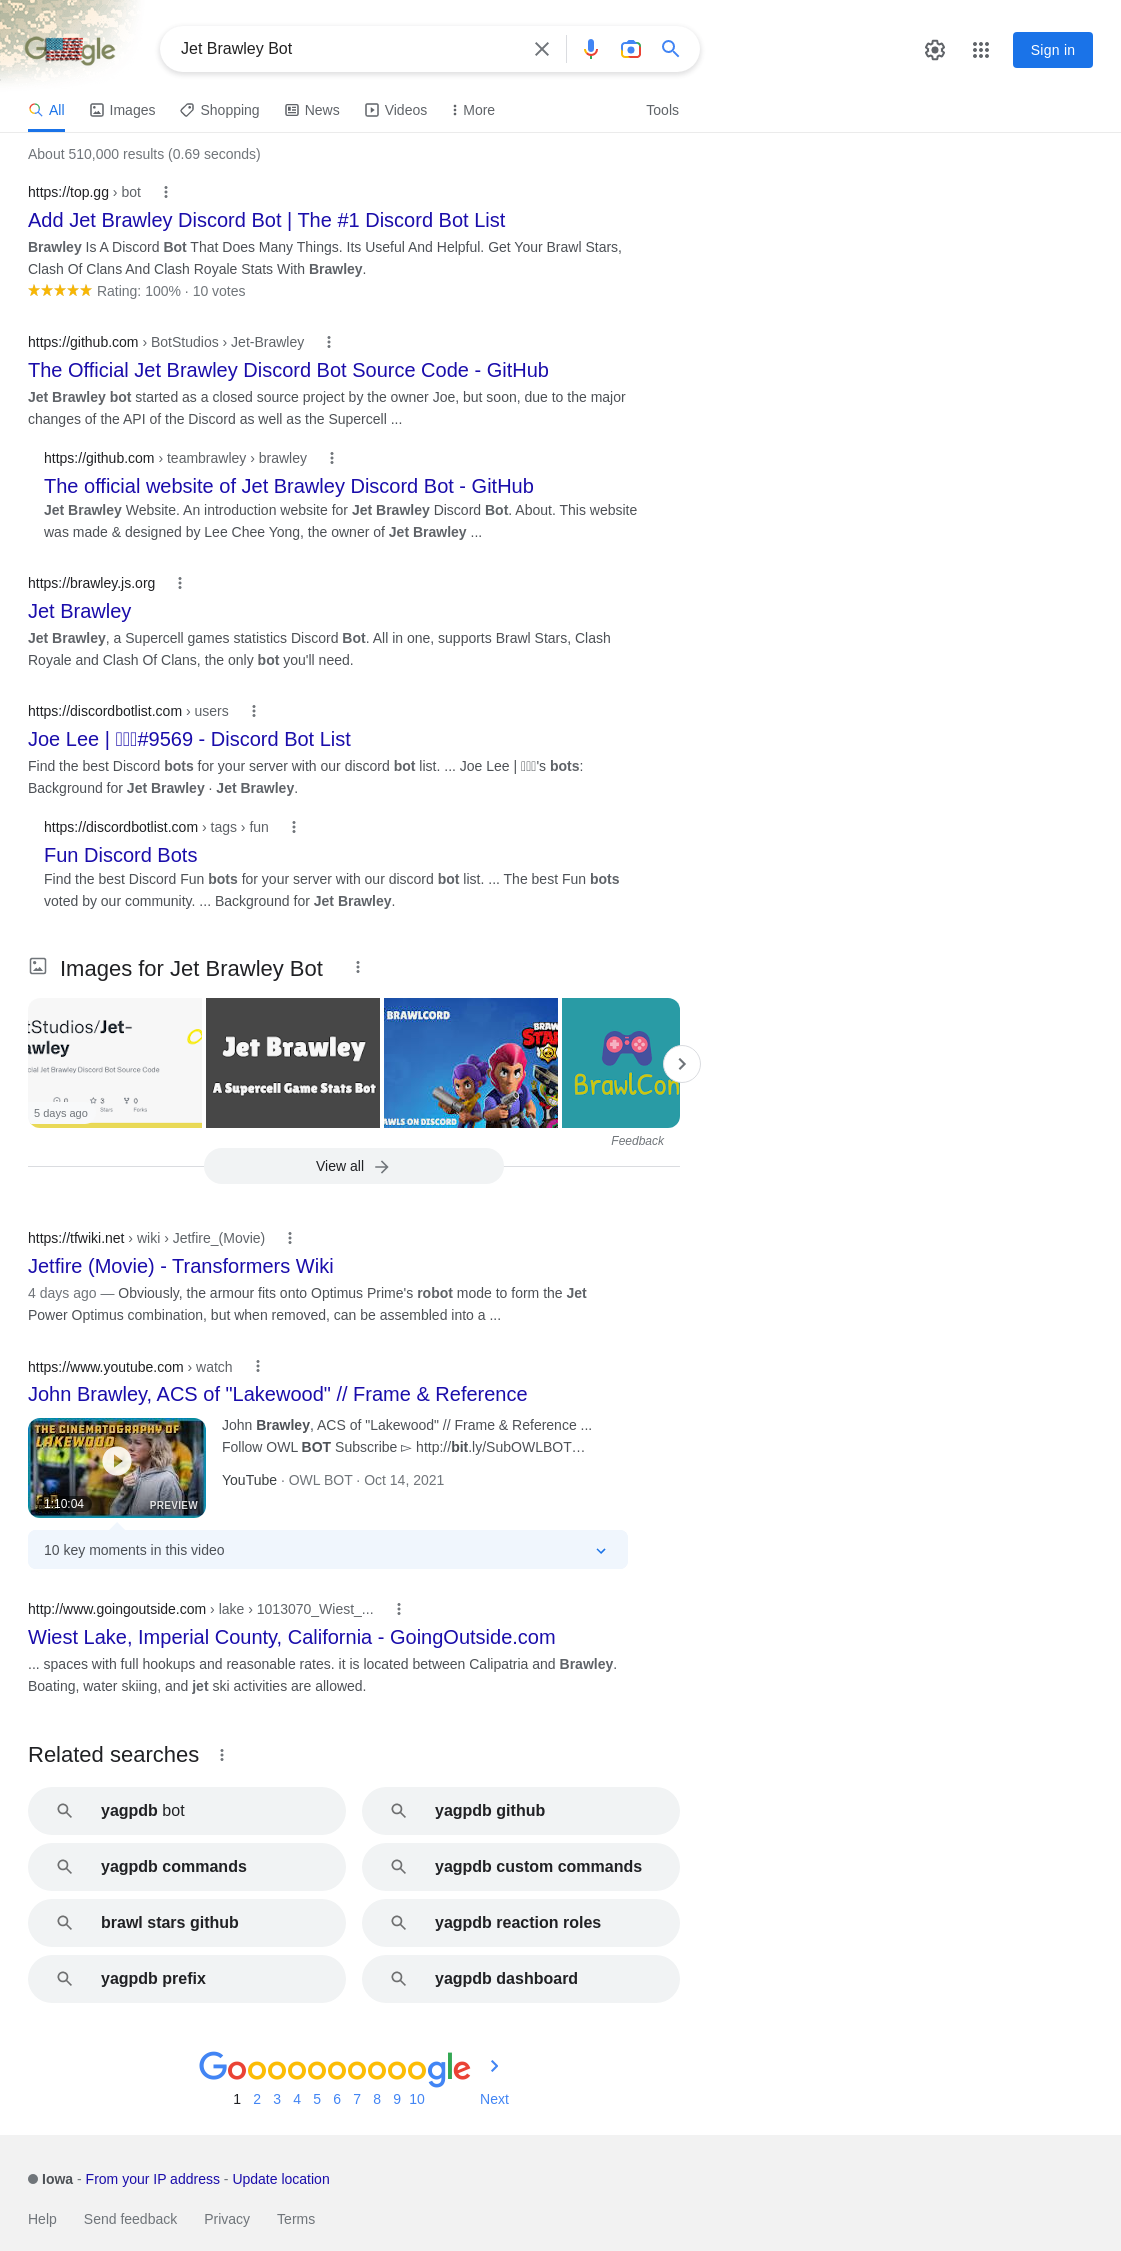 Google
Jet Brawley Bot
Sign in
All
Images
Shopping
News
Videos
More
Tools
About 510,000 results (0.69 seconds)
https://top.gg › bot
Add Jet Brawley Discord Bot | The #1 Discord Bot List
Brawley Is A Discord Bot That Does Many Things. Its Useful And Helpful. Get Your Brawl Stars,
Clash Of Clans And Clash Royale Stats With Brawley.
Rating: 100% · 10 votes
https://github.com › BotStudios › Jet-Brawley
The Official Jet Brawley Discord Bot Source Code - GitHub
Jet Brawley bot started as a closed source project by the owner Joe, but soon, due to the major
changes of the API of the Discord as well as the Supercell ...
https://github.com › teambrawley › brawley
The official website of Jet Brawley Discord Bot - GitHub
Jet Brawley Website. An introduction website for Jet Brawley Discord Bot. About. This website
was made & designed by Lee Chee Yong, the owner of Jet Brawley ...
https://brawley.js.org
Jet Brawley
Jet Brawley, a Supercell games statistics Discord Bot. All in one, supports Brawl Stars, Clash
Royale and Clash Of Clans, the only bot you'll need.
https://discordbotlist.com › users
Joe Lee | #9569 - Discord Bot List
Find the best Discord bots for your server with our discord bot list. ... Joe Lee | 's bots:
Background for Jet Brawley · Jet Brawley.
https://discordbotlist.com › tags › fun
Fun Discord Bots
Find the best Discord Fun bots for your server with our discord bot list. ... The best Fun bots
voted by our community. ... Background for Jet Brawley.
Images for Jet Brawley Bot
tStudios/Jet-
awley
cial Jet Brawley Discord Bot Source Code
0
3
0
Stars
Forks
5 days ago
Jet Brawley
A Supercell Game Stats Bot
BRAWLCORD
BRAW
STA
AWLS ON DISCORD
BrawlCon
Feedback
View all
https://tfwiki.net › wiki › Jetfire_(Movie)
Jetfire (Movie) - Transformers Wiki
4 days ago — Obviously, the armour fits onto Optimus Prime's robot mode to form the Jet
Power Optimus combination, but when removed, can be assembled into a ...
https://www.youtube.com › watch
John Brawley, ACS of "Lakewood" // Frame & Reference
THE CINEMATOGRAPHY OF
LAKEWOOD
1:10:04
PREVIEW
John Brawley, ACS of "Lakewood" // Frame & Reference ...
Follow OWL BOT Subscribe ▻ http://bit.ly/SubOWLBOT…
YouTube · OWL BOT · Oct 14, 2021
10 key moments in this video
http://www.goingoutside.com › lake › 1013070_Wiest_...
Wiest Lake, Imperial County, California - GoingOutside.com
... spaces with full hookups and reasonable rates. it is located between Calipatria and Brawley.
Boating, water skiing, and jet ski activities are allowed.
Related searches
yagpdb bot
yagpdb github
yagpdb commands
yagpdb custom commands
brawl stars github
yagpdb reaction roles
yagpdb prefix
yagpdb dashboard
Goooooooooogle
1 2 3 4 5 6 7 8 9 10 Next
Iowa - From your IP address - Update location
Help Send feedback Privacy Terms